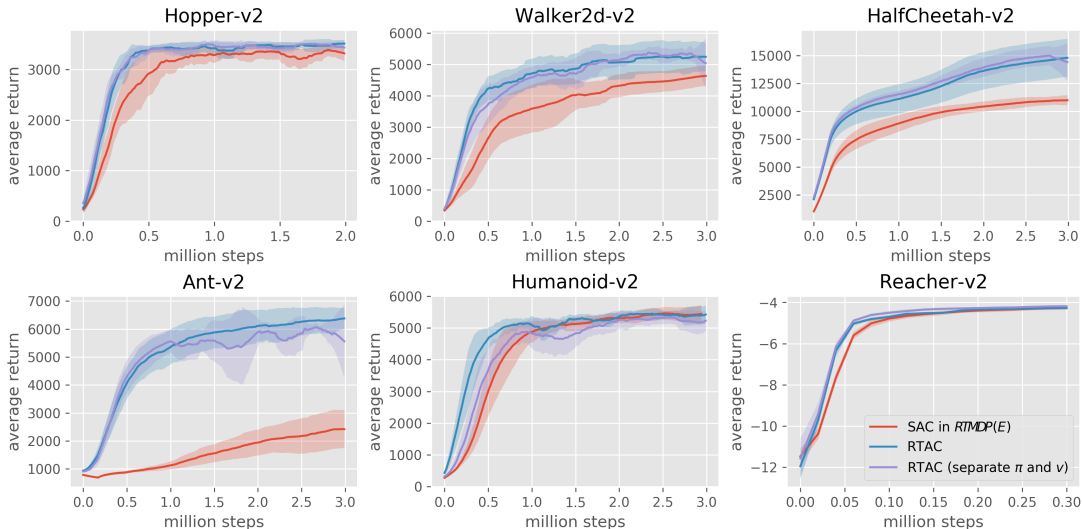 Hopper-v2
average return
3000
2000
1000
0
0.0 0.5 1.0 1.5 2.0
million steps
Walker2d-v2
average return
6000
5000
4000
3000
2000
1000
0
0.0 0.5 1.0 1.5 2.0 2.5 3.0
million steps
HalfCheetah-v2
average return
15000
12500
10000
7500
5000
2500
0.0 0.5 1.0 1.5 2.0 2.5 3.0
million steps
Ant-v2
average return
7000
6000
5000
4000
3000
2000
1000
0.0 0.5 1.0 1.5 2.0 2.5 3.0
million steps
Humanoid-v2
average return
6000
5000
4000
3000
2000
1000
0
0.0 0.5 1.0 1.5 2.0 2.5 3.0
million steps
Reacher-v2
average return
−4
−6
−8
−10
−12
0.00 0.05 0.10 0.15 0.20 0.25 0.30
million steps
SAC in RTMDP(E)
RTAC
RTAC (separate π and v)